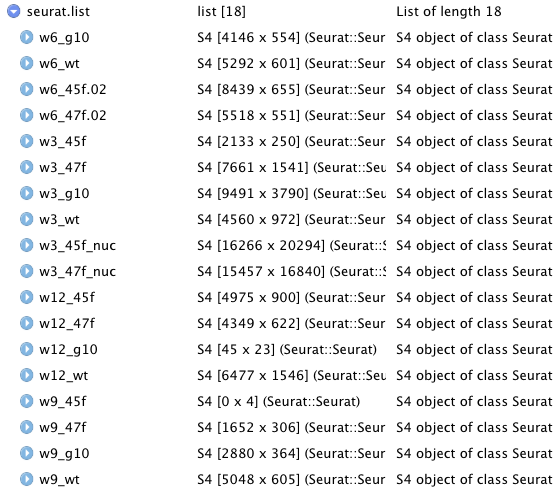 seurat.list list [18] List of length 18
w6_g10 S4 [4146 x 554] (Seurat::Seur S4 object of class Seurat
w6_wt S4 [5292 x 601] (Seurat::Seur S4 object of class Seurat
w6_45f.02 S4 [8439 x 655] (Seurat::Seur S4 object of class Seurat
w6_47f.02 S4 [5518 x 551] (Seurat::Seur S4 object of class Seurat
w3_45f S4 [2133 x 250] (Seurat::Seur S4 object of class Seurat
w3_47f S4 [7661 x 1541] (Seurat::Seu S4 object of class Seurat
w3_g10 S4 [9491 x 3790] (Seurat::Seu S4 object of class Seurat
w3_wt S4 [4560 x 972] (Seurat::Seur S4 object of class Seurat
w3_45f_nuc S4 [16266 x 20294] (Seurat::S S4 object of class Seurat
w3_47f_nuc S4 [15457 x 16840] (Seurat::S S4 object of class Seurat
w12_45f S4 [4975 x 900] (Seurat::Seur S4 object of class Seurat
w12_47f S4 [4349 x 622] (Seurat::Seur S4 object of class Seurat
w12_g10 S4 [45 x 23] (Seurat::Seurat) S4 object of class Seurat
w12_wt S4 [6477 x 1546] (Seurat::Seu S4 object of class Seurat
w9_45f S4 [0 x 4] (Seurat::Seurat) S4 object of class Seurat
w9_47f S4 [1652 x 306] (Seurat::Seur S4 object of class Seurat
w9_g10 S4 [2880 x 364] (Seurat::Seur S4 object of class Seurat
w9_wt S4 [5048 x 605] (Seurat::Seur S4 object of class Seurat